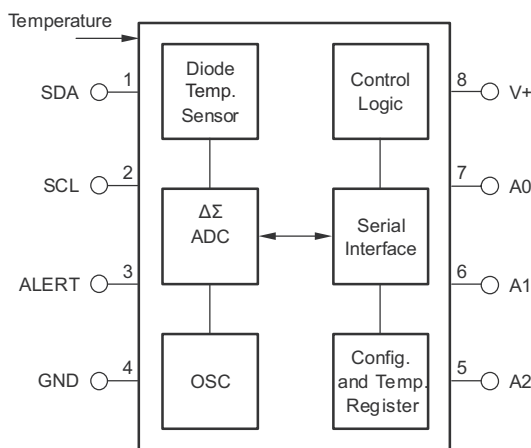 Temperature
1
SDA
2
SCL
3
ALERT
4
GND
Diode
Temp.
Sensor
ΔΣ
ADC
OSC
Control
Logic
Serial
Interface
Config.
and Temp.
Register
8
V+
7
A0
6
A1
5
A2